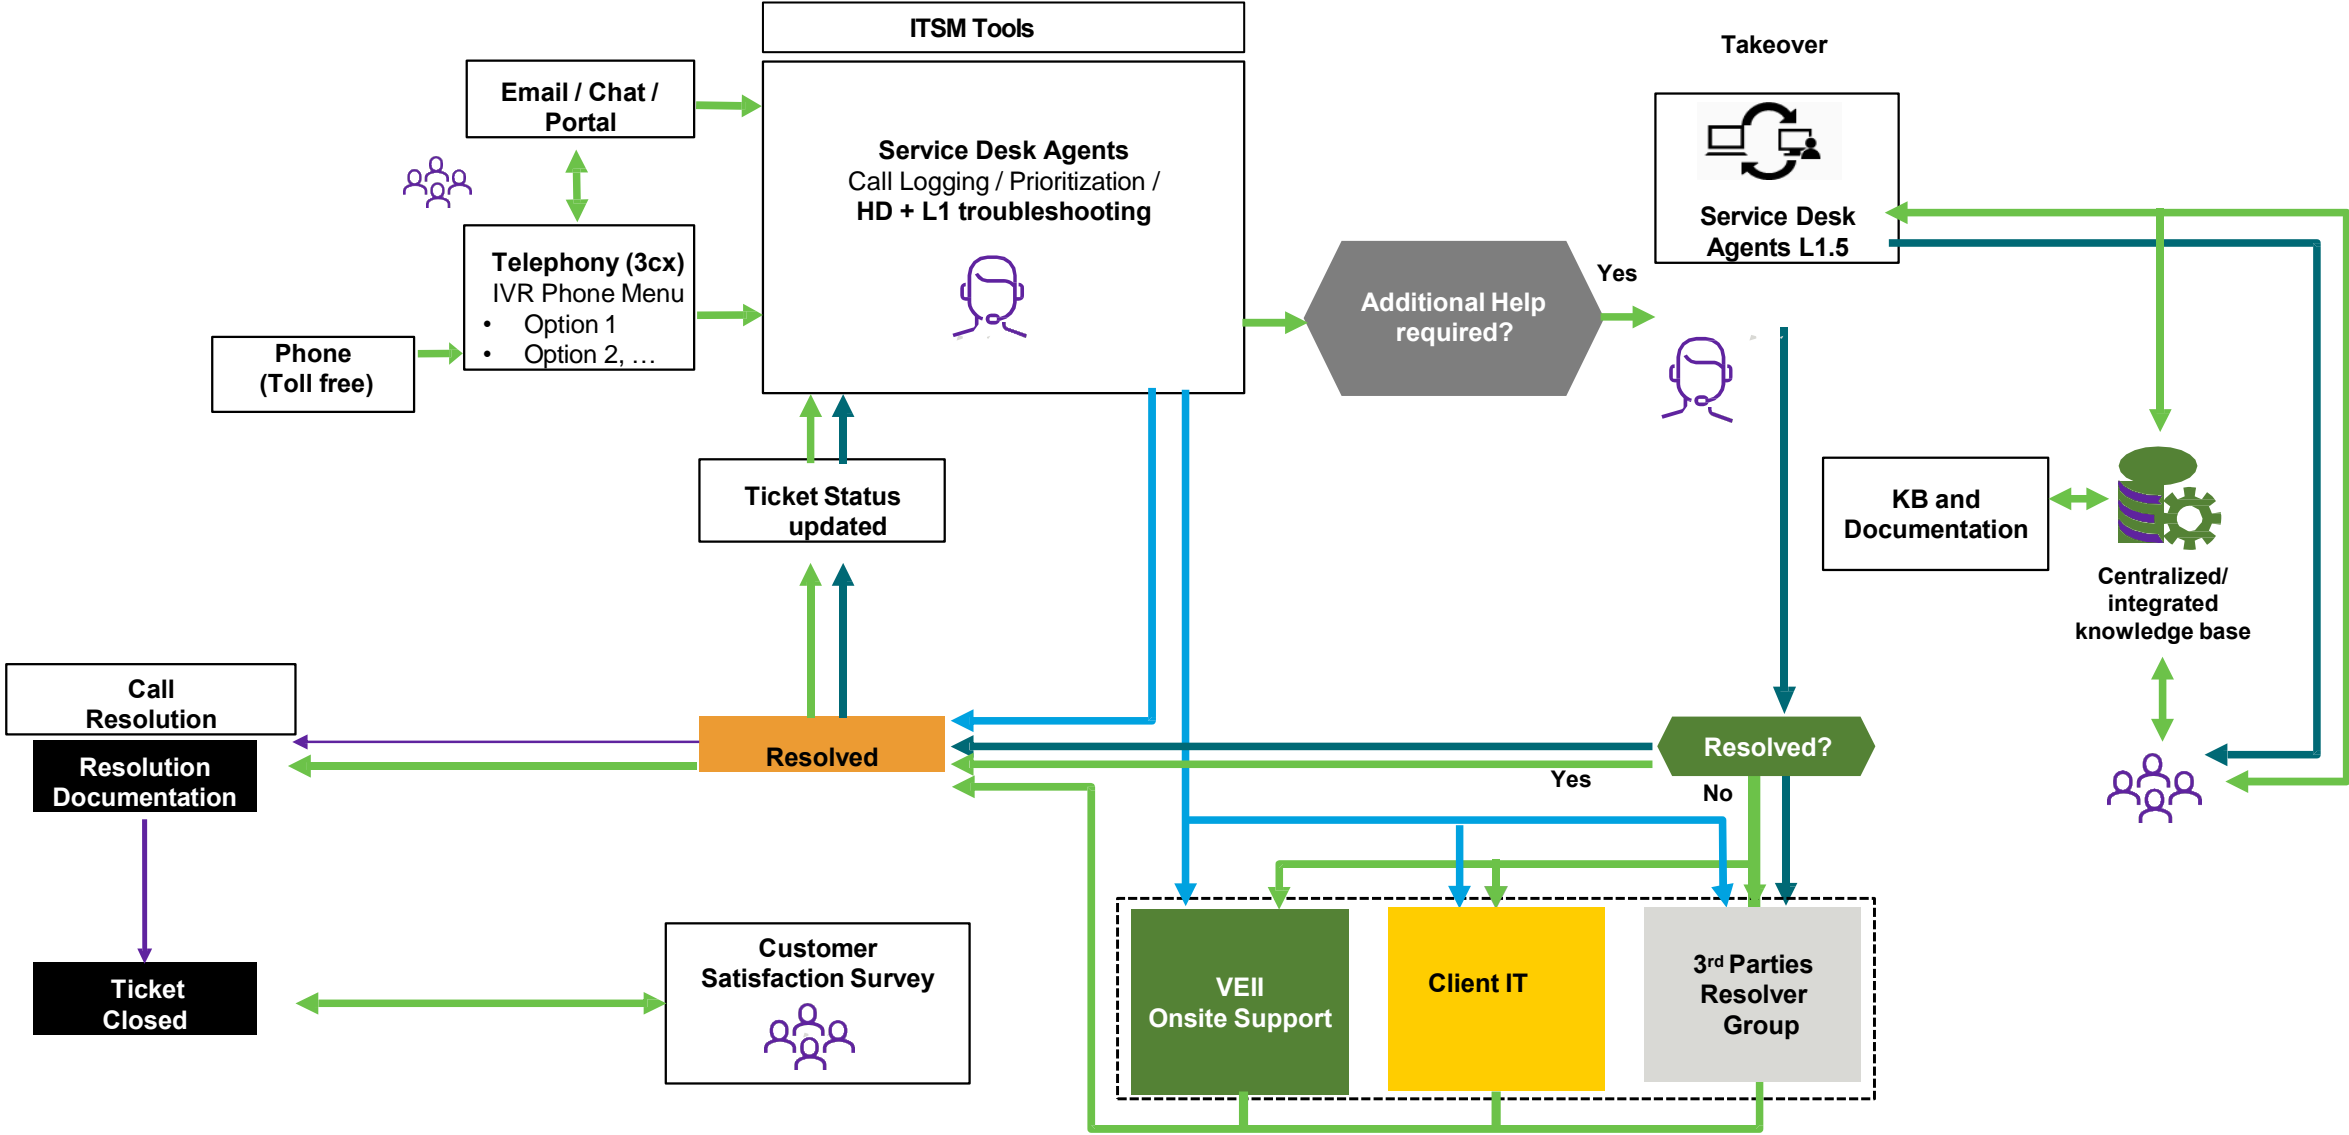 ITSM Tools
Takeover
Email / Chat /
Portal
Service Desk Agents
Call Logging / Prioritization /
HD + L1 troubleshooting
Service Desk
Agents L1.5
Telephony (3cx)
IVR Phone Menu
• Option 1
• Option 2, …
Phone
(Toll free)
Additional Help
required?
Yes
Ticket Status
updated
KB and
Documentation
Centralized/
integrated
knowledge base
Call
Resolution
Resolution
Documentation
Resolved
Resolved?
Yes
No
Ticket
Closed
Customer
Satisfaction Survey
VEII
Onsite Support
Client IT
3rd Parties
Resolver
Group